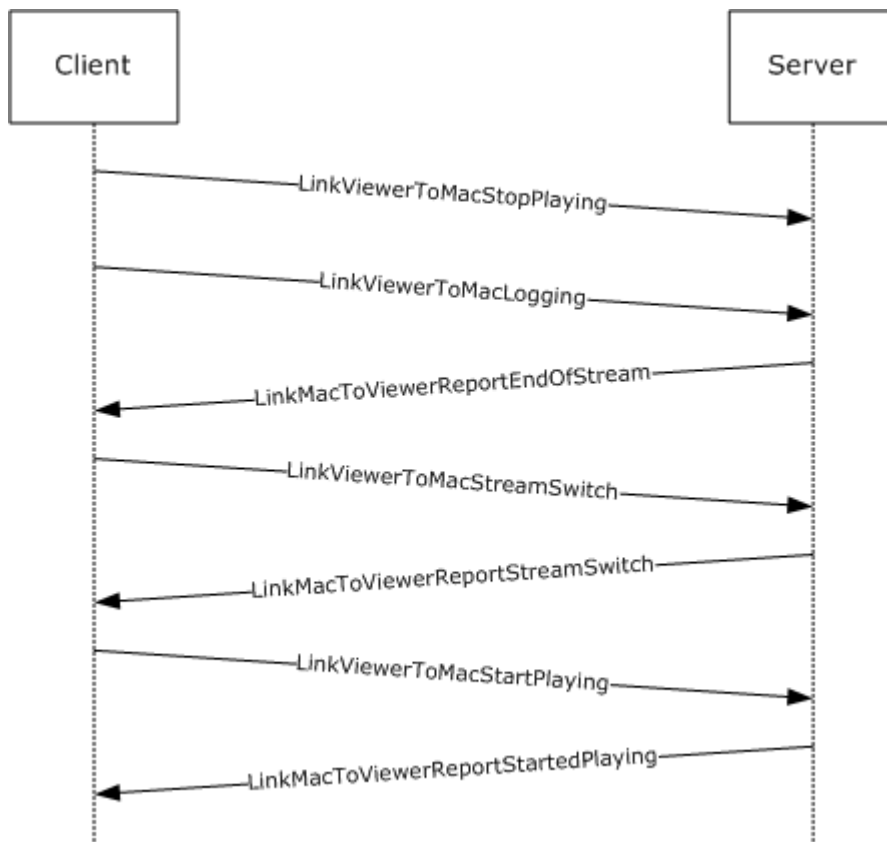 Client
Server
LinkViewerToMacStopPlaying
LinkViewerToMacLogging
LinkMacToViewerReportEndOfStream
LinkViewerToMacStreamSwitch
LinkMacToViewerReportStreamSwitch
LinkViewerToMacStartPlaying
LinkMacToViewerReportStartedPlaying